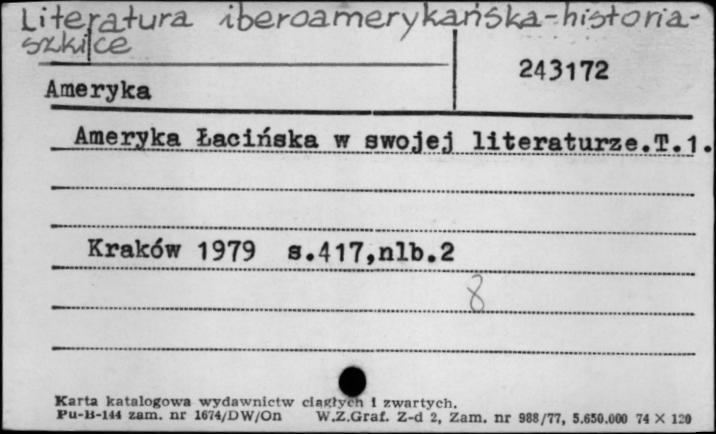 Literatura iberoamerykańska-historia-
szkice
243172
Ameryka
Ameryka Łacińska w swojej literaturze.T.1.
Kraków 1979 s.417,nlb.2
8
Karta katalogowa wydawnictw ciągłych i zwartych.
Pu-B-144 zam. nr 1674/DW/On W.Z.Graf. Z-d 2, Zam. nr 988/77, 5.650.000 74 X 120